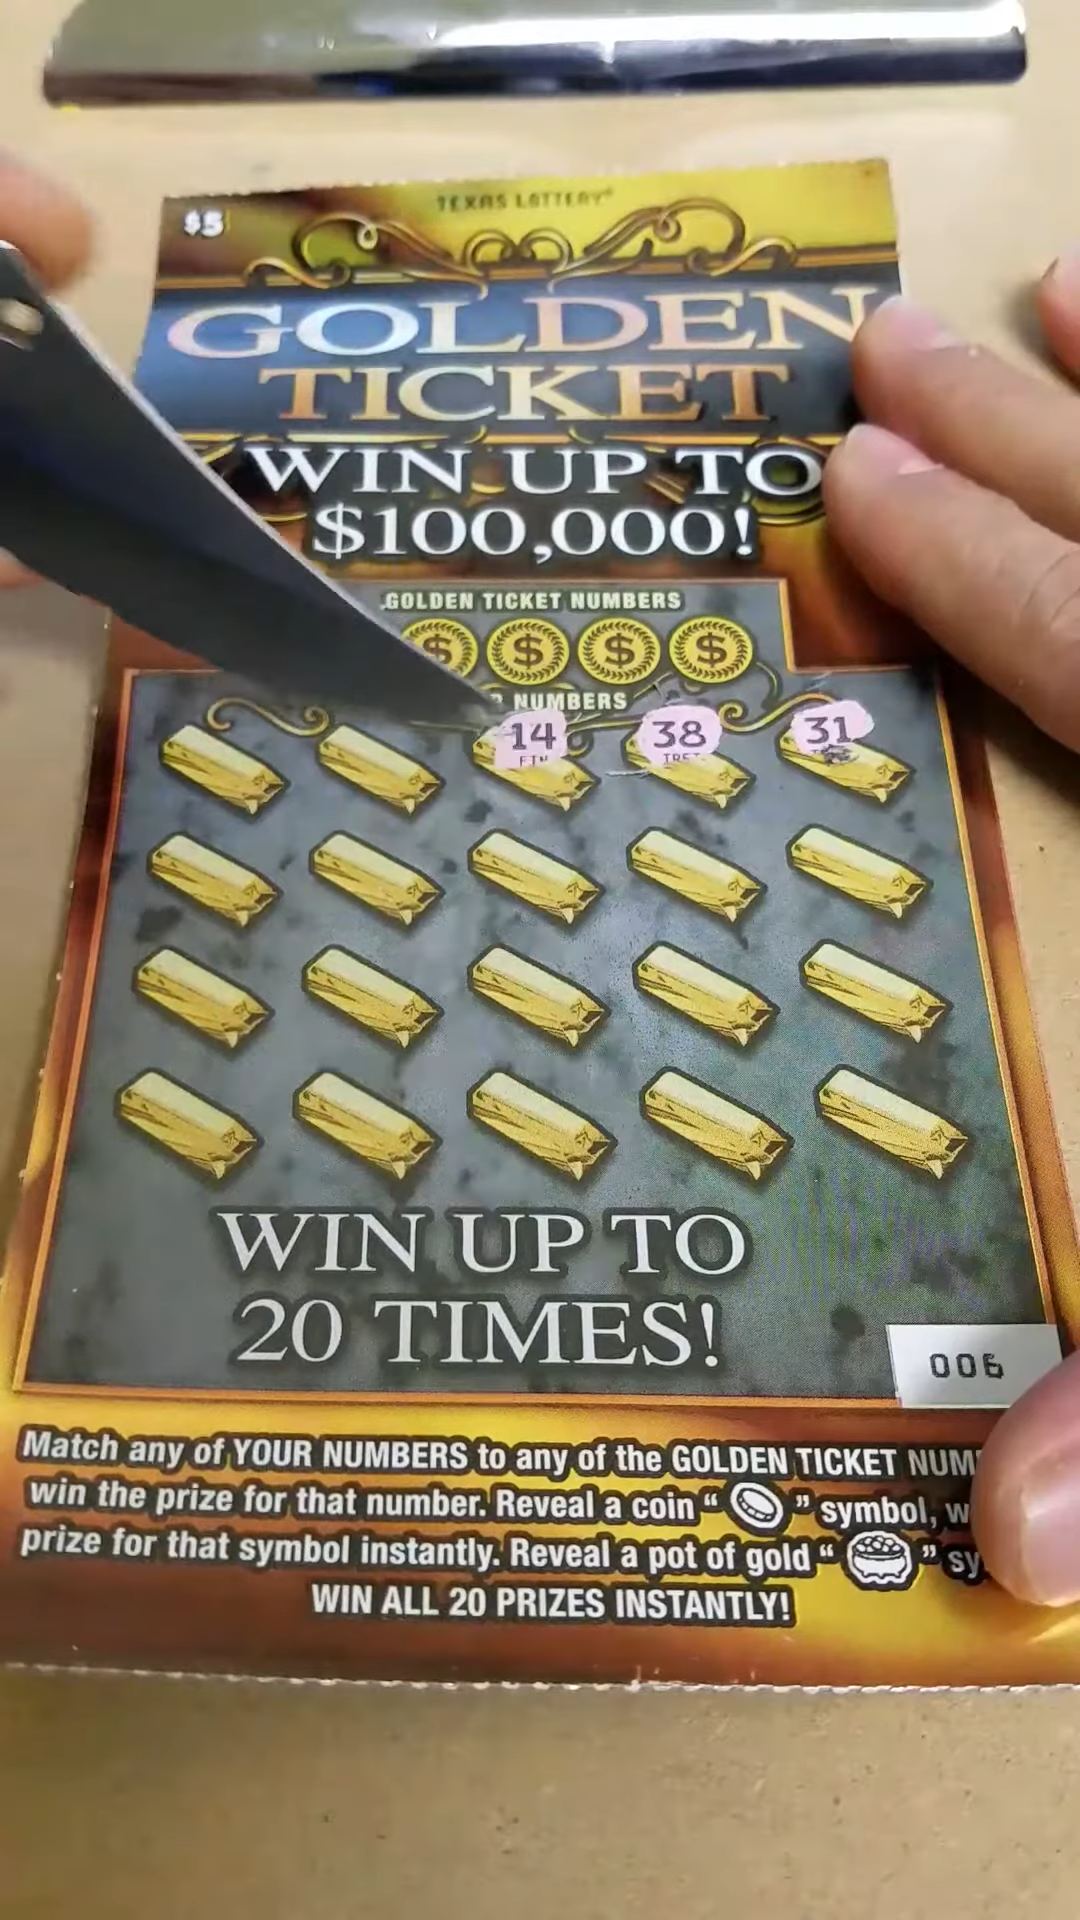 TEXAS LOTTERY®
$5
GOLDEN
TICKET
WIN UP TO
$100,000!
GOLDEN TICKET NUMBERS
$ $ $ $
NUMBERS
14 38 31
WIN UP TO
20 TIMES!
006
Match any of YOUR NUMBERS to any of the GOLDEN TICKET
win the prize for that number. Reveal a coin “ ” symbol,
prize for that symbol instantly. Reveal a pot of gold “ ”
WIN ALL 20 PRIZES INSTANTLY!